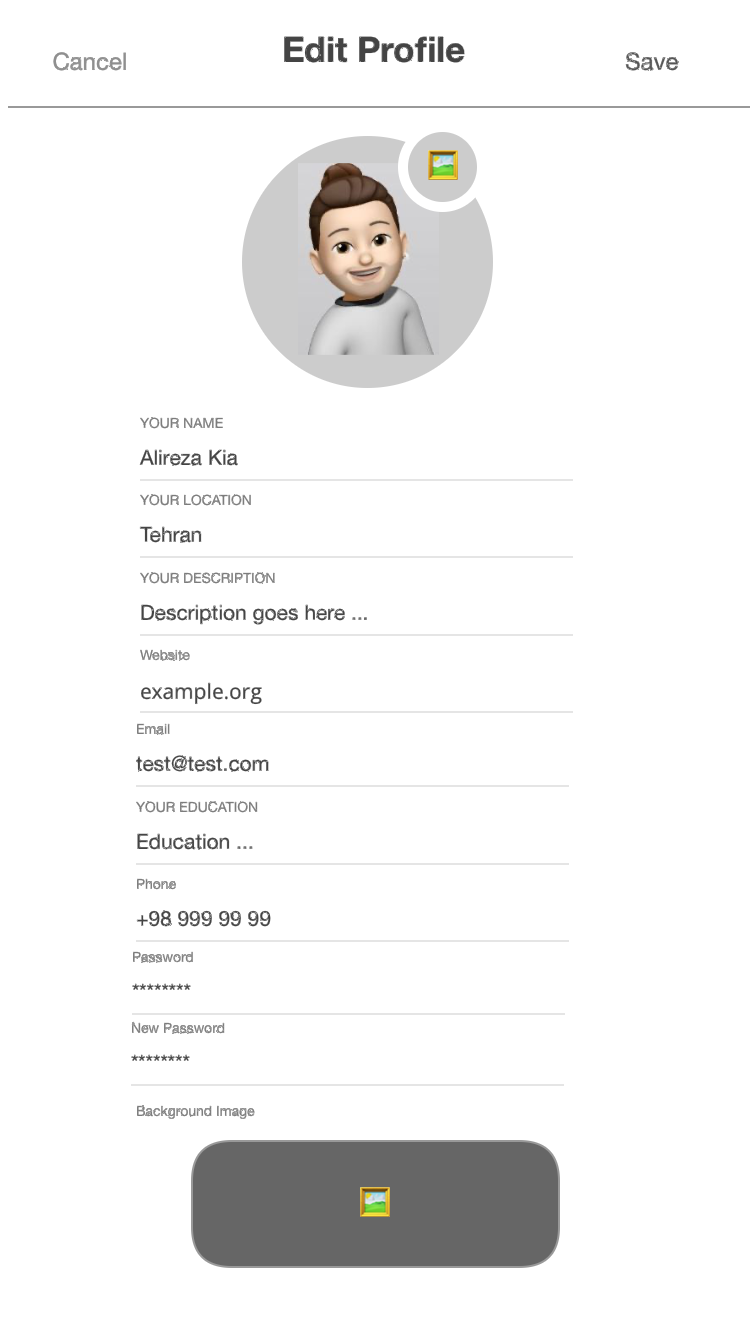 Cancel
Edit Profile
Save
YOUR NAME
Alireza Kia
YOUR LOCATION
Tehran
YOUR DESCRIPTION
Description goes here ...
Website
example.org
Email
test@test.com
YOUR EDUCATION
Education ...
Phone
+98 999 99 99
Password
********
New Password
********
Background Image